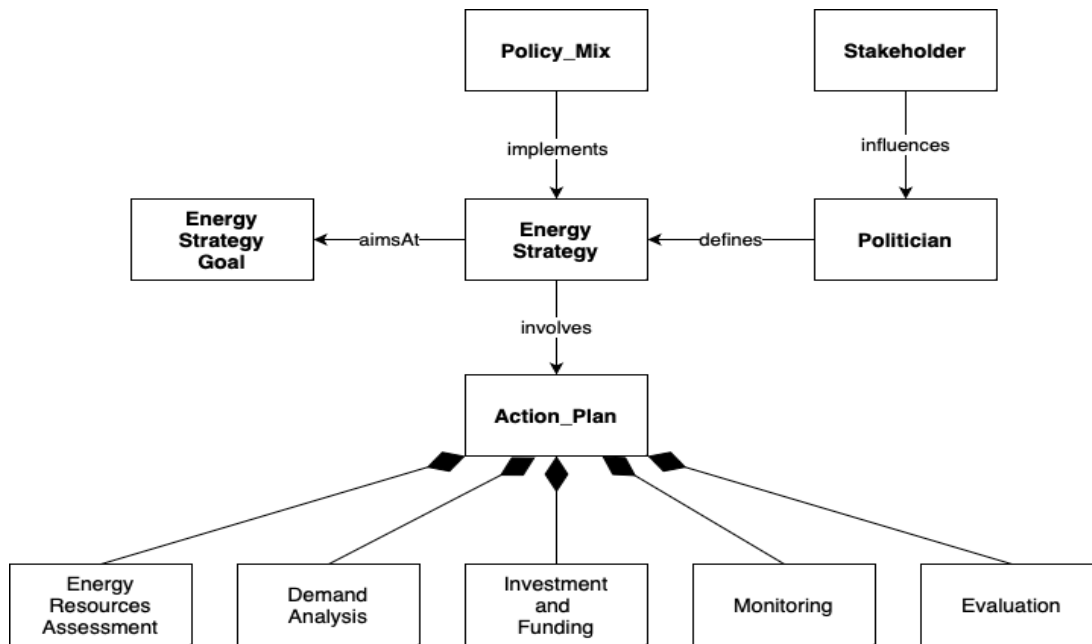 Policy_Mix
Stakeholder
implements
influences
Energy
Strategy
Goal
aimsAt
Energy
Strategy
defines
Politician
involves
Action_Plan
Energy
Resources
Assessment
Demand
Analysis
Investment
and
Funding
Monitoring
Evaluation